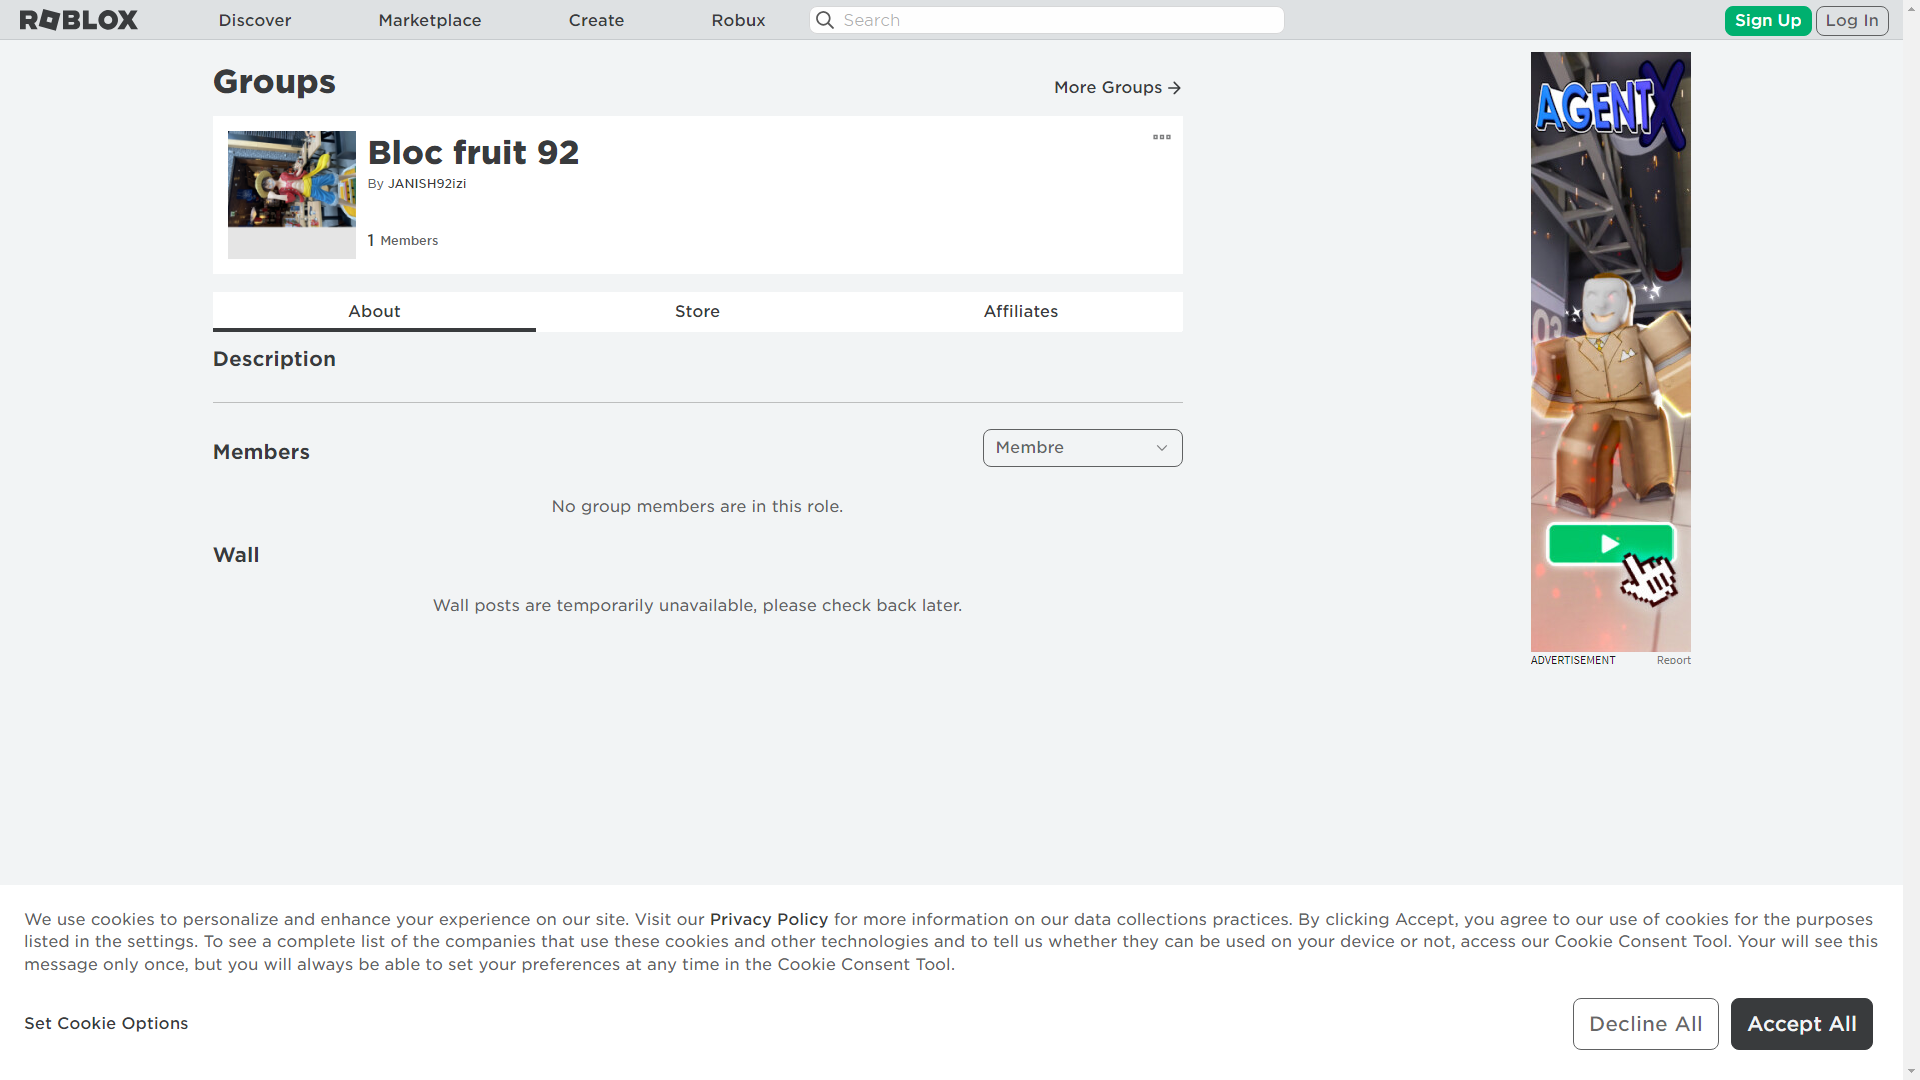 ROBLOX
Discover
Marketplace
Create
Robux
Search
Sign Up
Log In
Groups
More Groups
Bloc fruit 92
By JANISH92izi
1 Members
About
Store
Affiliates
Description
Members
Membre
No group members are in this role.
Wall
Wall posts are temporarily unavailable, please check back later.
AGENT X
03
ADVERTISEMENT
Report
We use cookies to personalize and enhance your experience on our site. Visit our Privacy Policy for more information on our data collections practices. By clicking Accept, you agree to our use of cookies for the purposes
listed in the settings. To see a complete list of the companies that use these cookies and other technologies and to tell us whether they can be used on your device or not, access our Cookie Consent Tool. Your will see this
message only once, but you will always be able to set your preferences at any time in the Cookie Consent Tool.
Set Cookie Options
Decline All
Accept All